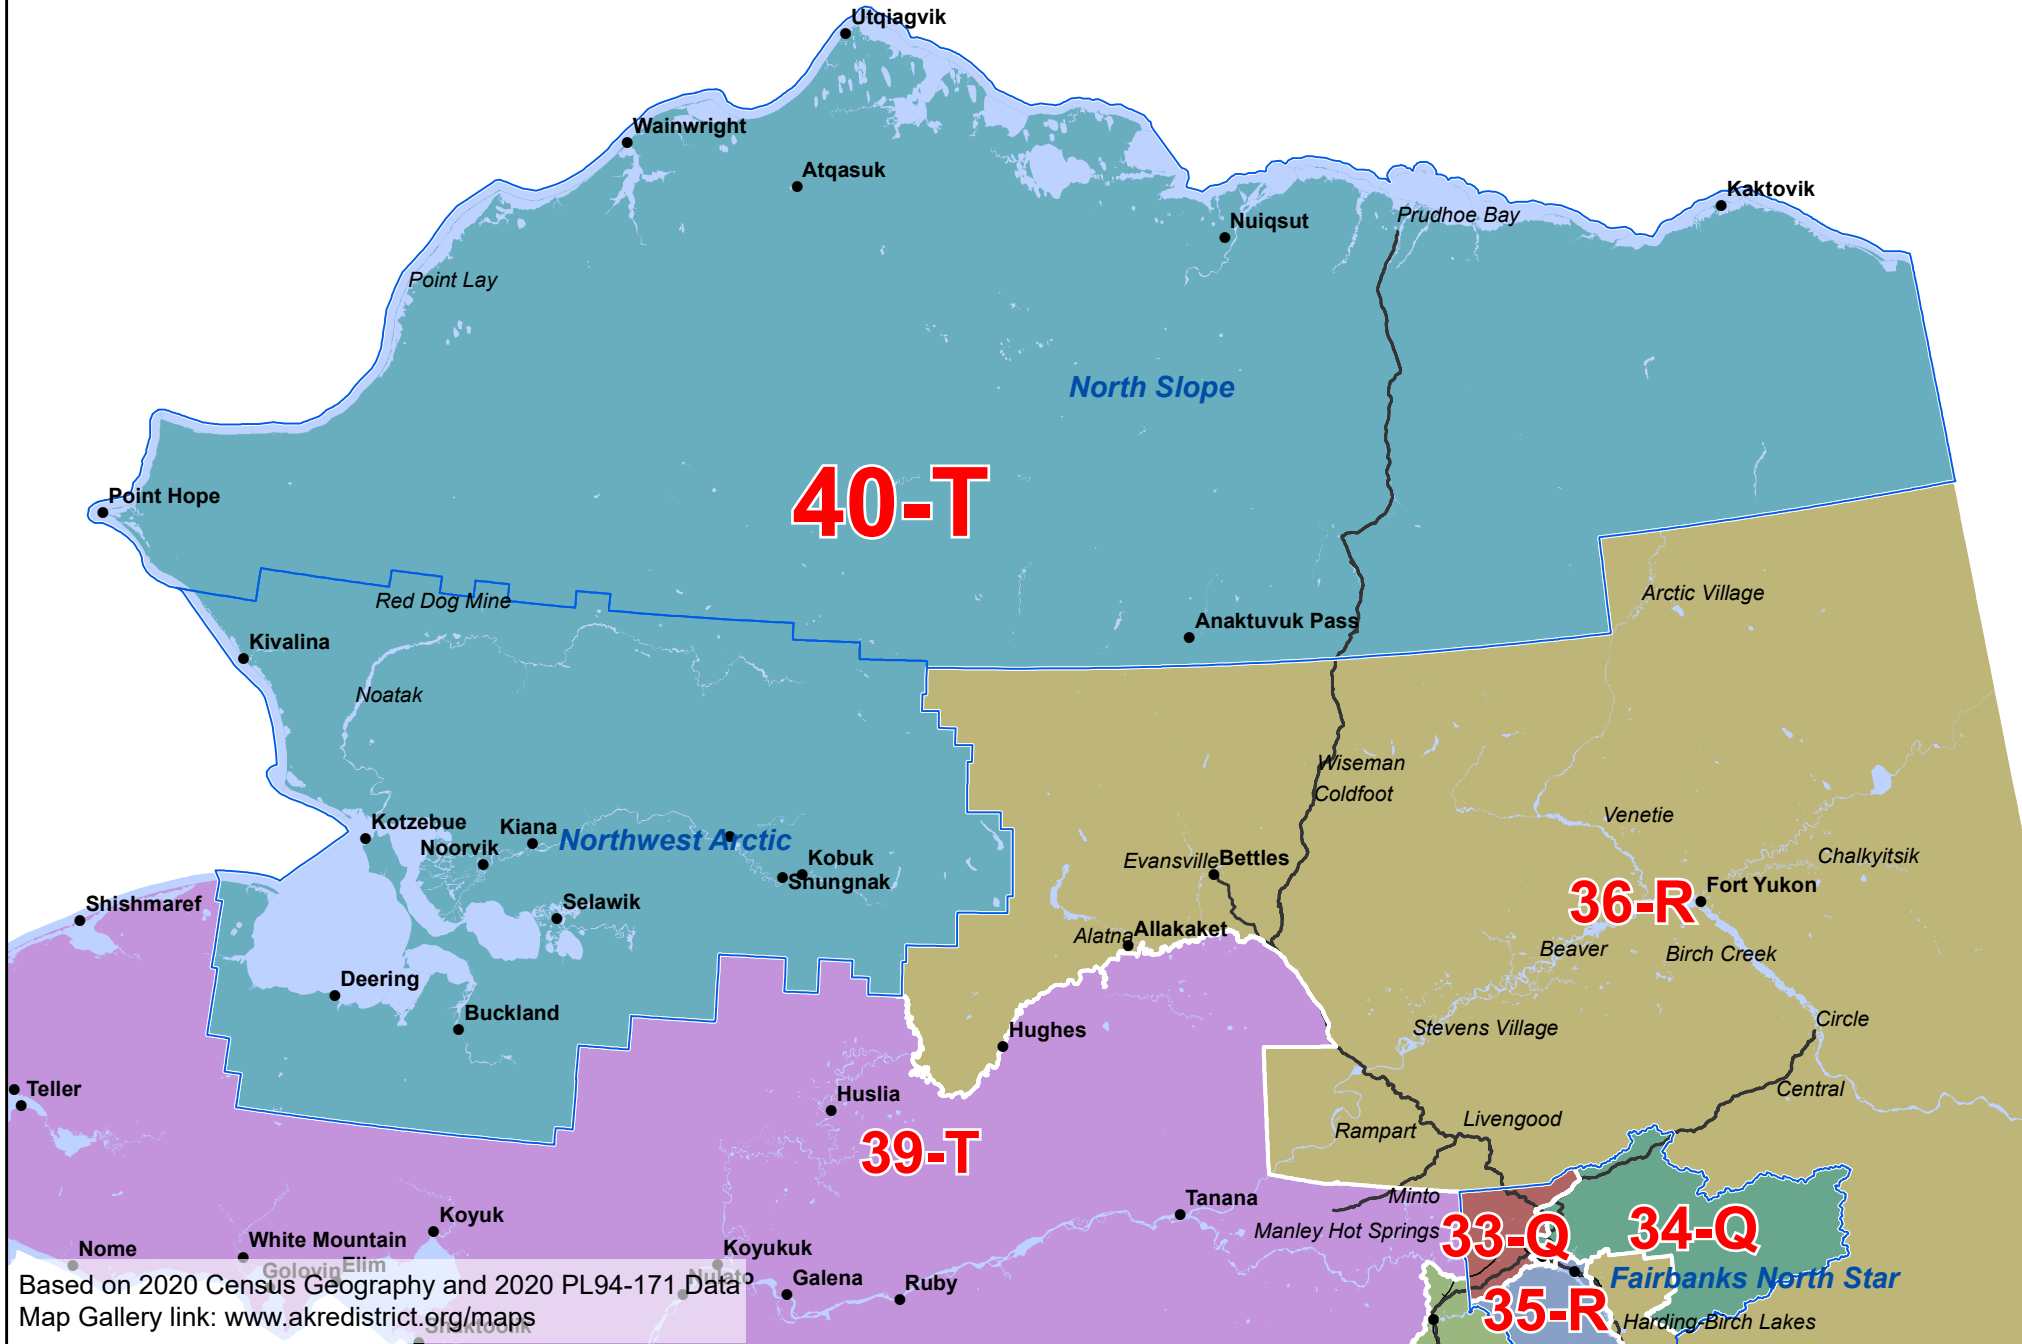 Utqiagvik
Wainwright
Atqasuk
Kaktovik
Prudhoe Bay
Nuiqsut
Point Lay
North Slope
40-T
Point Hope
Red Dog Mine
Arctic Village
Anaktuvuk Pass
Kivalina
Noatak
Wiseman
Coldfoot
Venetie
Kotzebue
Kiana
Noorvik
Northwest Arctic
Kobuk
Shungnak
Evansville
Bettles
Chalkyitsik
Fort Yukon
36-R
Selawik
Shishmaref
Alatna
Allakaket
Beaver
Birch Creek
Deering
Buckland
Hughes
Stevens Village
Circle
Teller
Huslia
Central
Livengood
Rampart
39-T
Tanana
Minto
Manley Hot Springs
33-Q
34-Q
Koyuk
White Mountain
Nome
Elim
Golovin
Koyukuk
Nulato
Galena
Ruby
Fairbanks North Star
35-R
Harding-Birch Lakes
Shaktoolik
Based on 2020 Census Geography and 2020 PL94-171 Data
Map Gallery link: www.akredistrict.org/maps